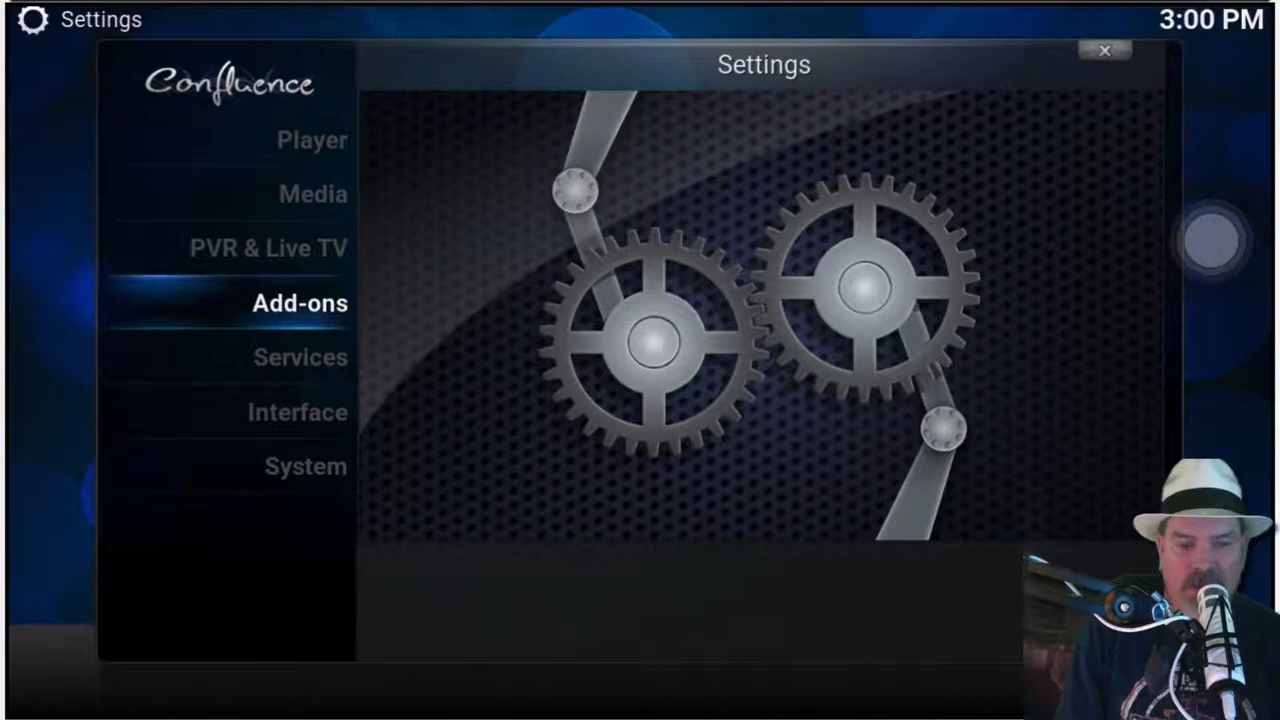 Settings
3:00 PM
Confluence
Settings
Player
Media
PVR & Live TV
Add-ons
Services
Interface
System